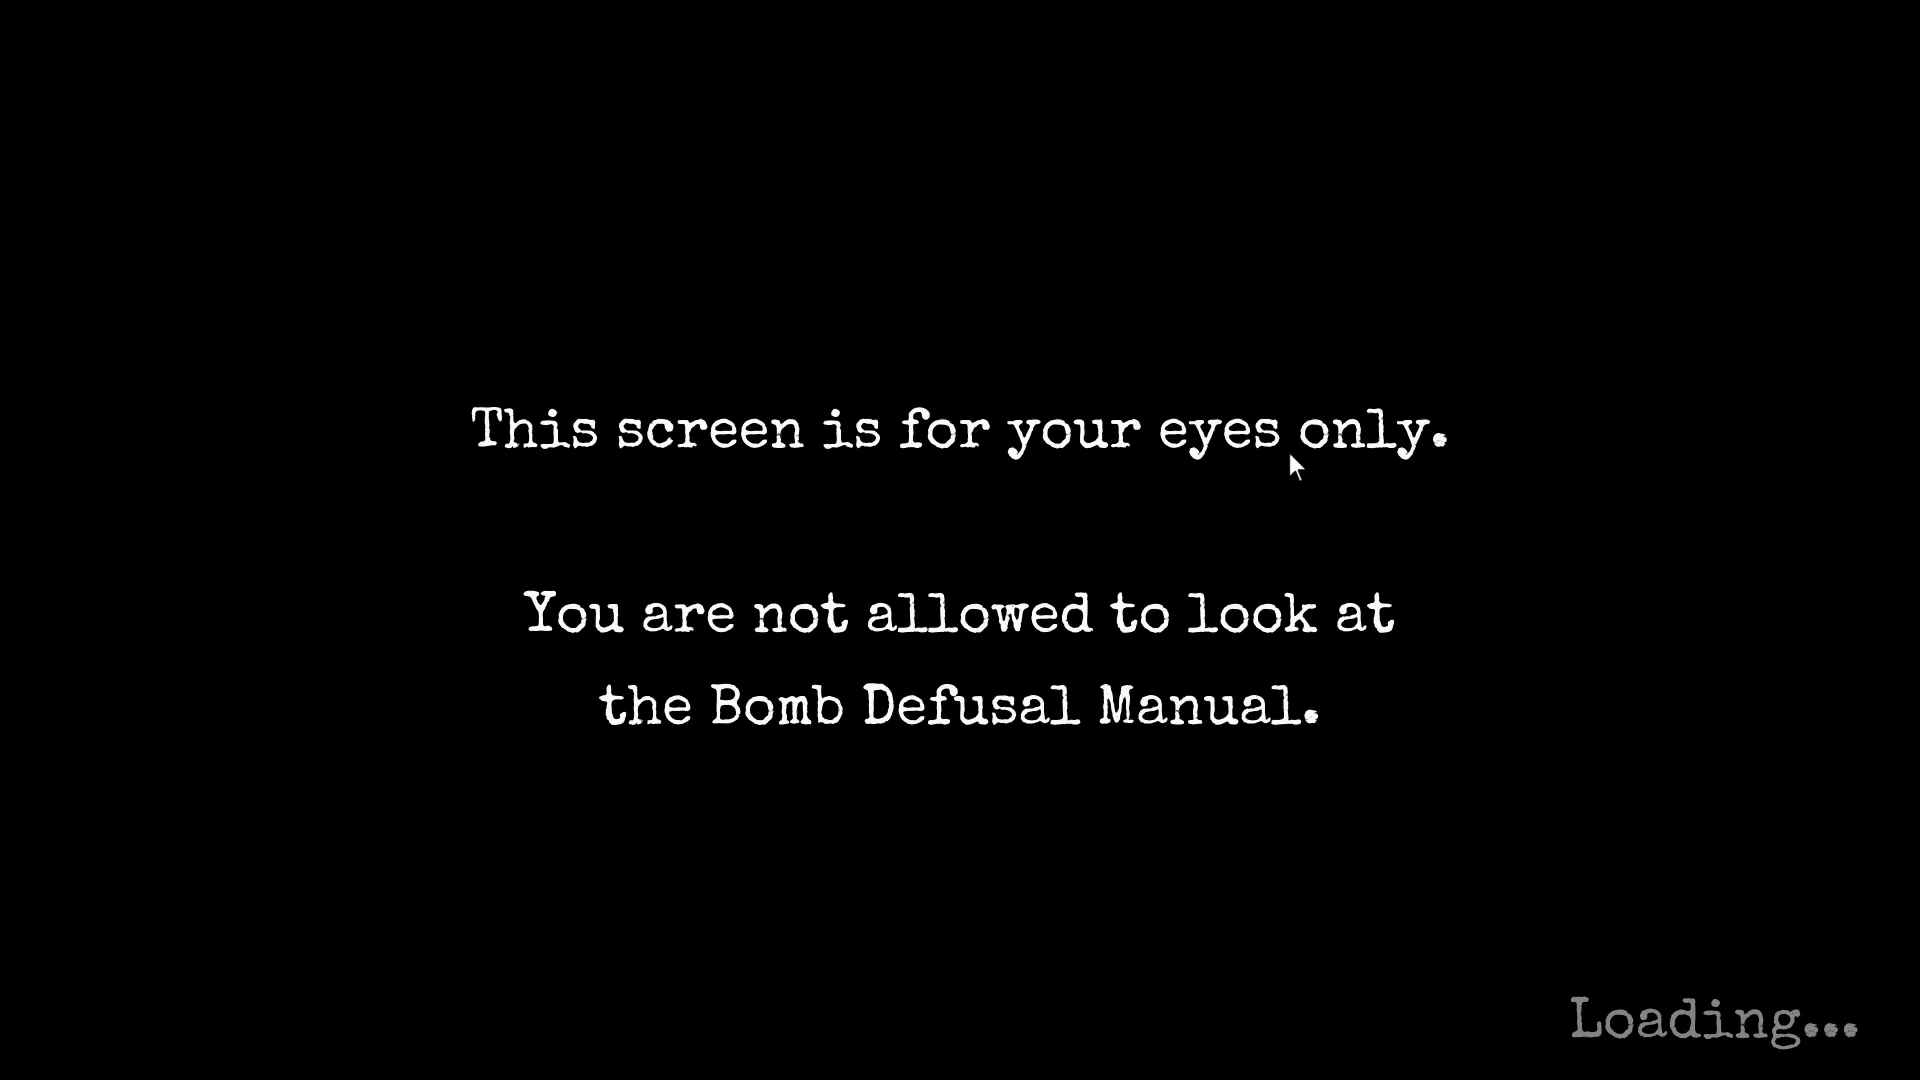 This screen is for your eyes only.
You are not allowed to look at
the Bomb Defusal Manual.
Loading...